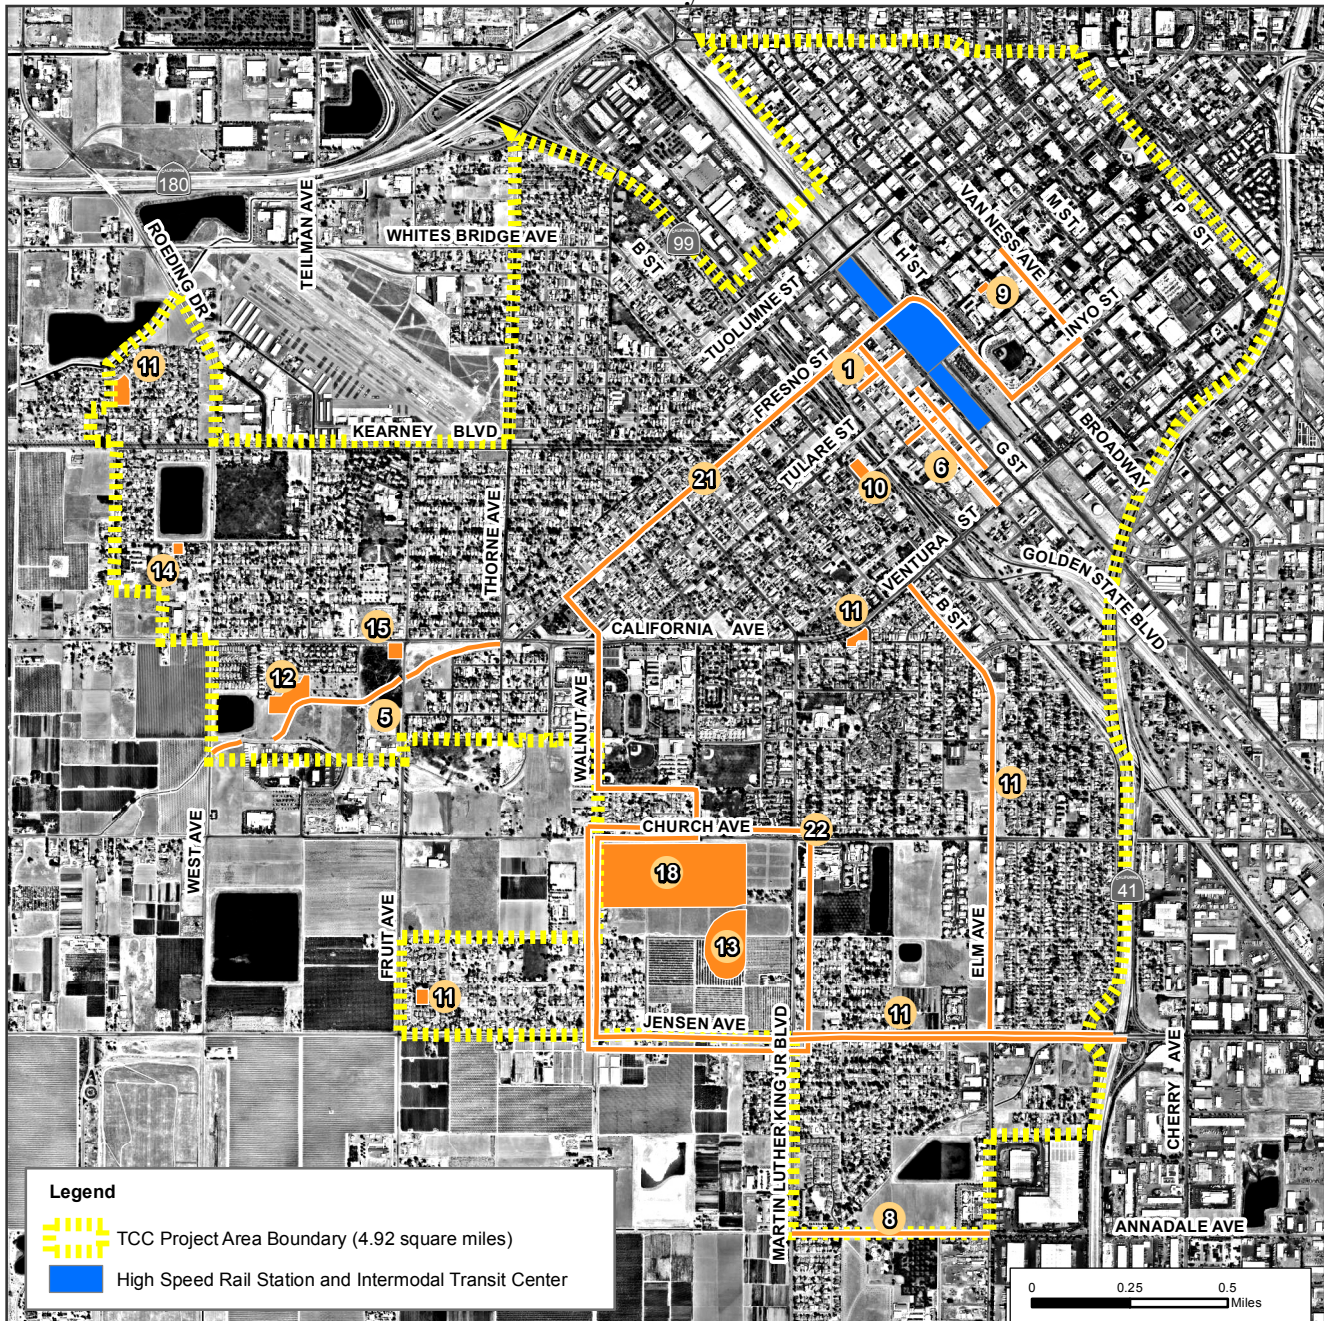 CALIFORNIA
180
ROEDING DR
TEILMAN AVE
WHITES BRIDGE AVE
B ST
CALIFORNIA
99
TUOLUMNE ST
H ST
VAN NESS AVE
M ST
P ST
9
INYO ST
11
1
FRESNO ST
KEARNEY BLVD
TULARE ST
BROADWAY
G ST
6
21
10
THORNE AVE
VENTURA ST
14
GOLDEN STATE BLVD
15
11
B ST
CALIFORNIA AVE
12
5
WALNUT AVE
11
WEST AVE
CHURCH AVE
22
18
CALIFORNIA
41
FRUIT AVE
13
ELM AVE
11
11
JENSEN AVE
MARTIN LUTHER KING JR BLVD
CHERRY AVE
8
ANNADALE AVE
Legend
TCC Project Area Boundary (4.92 square miles)
High Speed Rail Station and Intermodal Transit Center
0 0.25 0.5
Miles